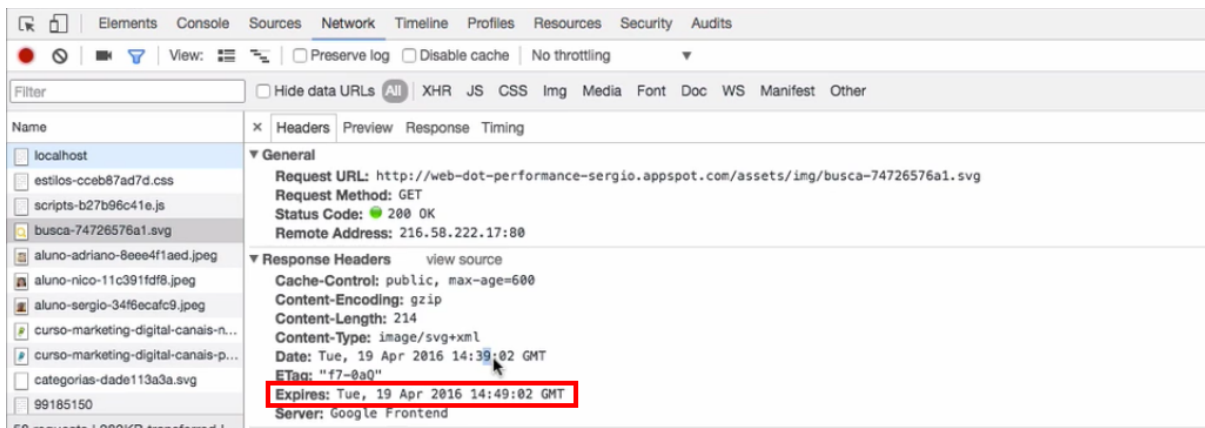 Elements Console Sources Network Timeline Profiles Resources Security Audits
View: Preserve log Disable cache No throttling
Filter Hide data URLs All XHR JS CSS Img Media Font Doc WS Manifest Other
Name
× Headers Preview Response Timing
localhost
estilos-cceb87ad7d.css
scripts-b27b96c41e.js
busca-74726576a1.svg
aluno-adriano-8eee4f1aed.jpeg
aluno-nico-11c391fdf8.jpeg
aluno-sergio-34f6ecafc9.jpeg
curso-marketing-digital-canais-n...
curso-marketing-digital-canais-p...
categorias-dade113a3a.svg
99185150
General
Request URL: http://web-dot-performance-sergio.appspot.com/assets/img/busca-74726576a1.svg
Request Method: GET
Status Code: 200 OK
Remote Address: 216.58.222.17:80
Response Headers view source
Cache-Control: public, max-age=600
Content-Encoding: gzip
Content-Length: 214
Content-Type: image/svg+xml
Date: Tue, 19 Apr 2016 14:39:02 GMT
ETag: "f7-0aQ"
Expires: Tue, 19 Apr 2016 14:49:02 GMT
Server: Google Frontend